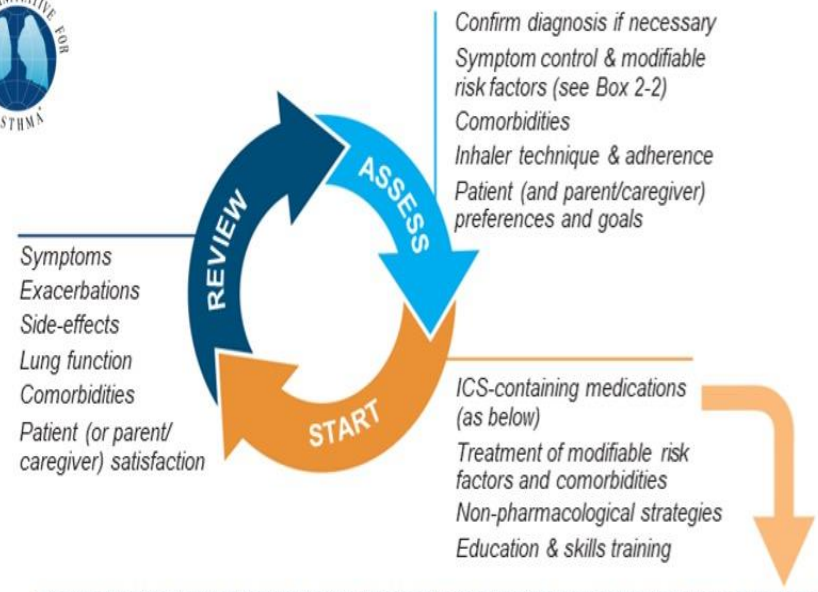 INITIATIVE FOR
ASTHMA
Confirm diagnosis if necessary
Symptom control & modifiable
risk factors (see Box 2-2)
Comorbidities
Inhaler technique & adherence
Patient (and parent/caregiver)
preferences and goals
REVIEW
ASSESS
START
Symptoms
Exacerbations
Side-effects
Lung function
Comorbidities
Patient (or parent/
caregiver) satisfaction
ICS-containing medications
(as below)
Treatment of modifiable risk
factors and comorbidities
Non-pharmacological strategies
Education & skills training